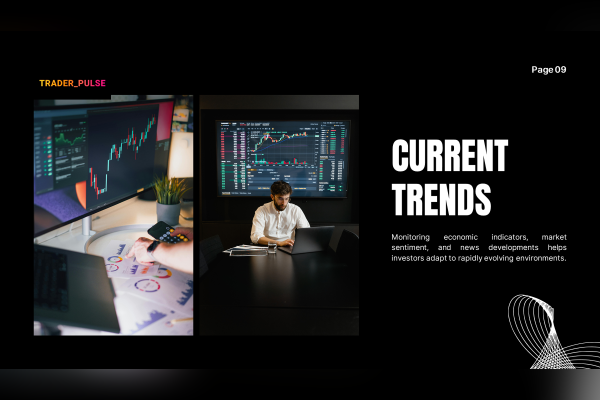 Page 09
TRADER_PULSE
CURRENT
TRENDS
Monitoring economic indicators, market
sentiment, and news developments helps
investors adapt to rapidly evolving environments.